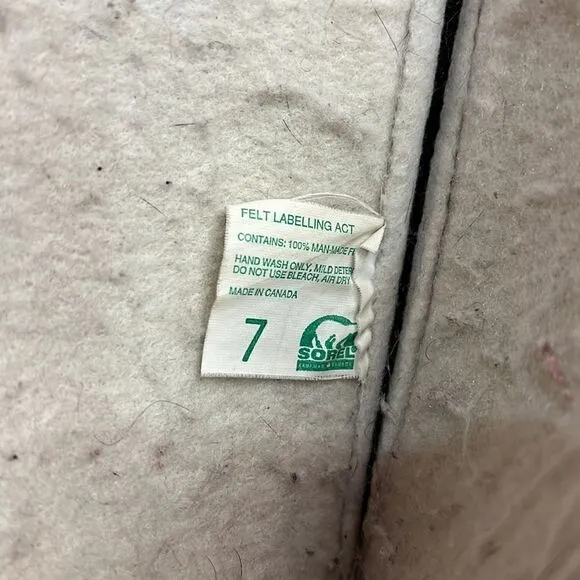 FELT LABELLING ACT
CONTAINS: 100% MAN-MADE
HAND WASH ONLY, MILD
DO NOT USE BLEACH, AIR DRY
MADE IN CANADA
7
SOREL